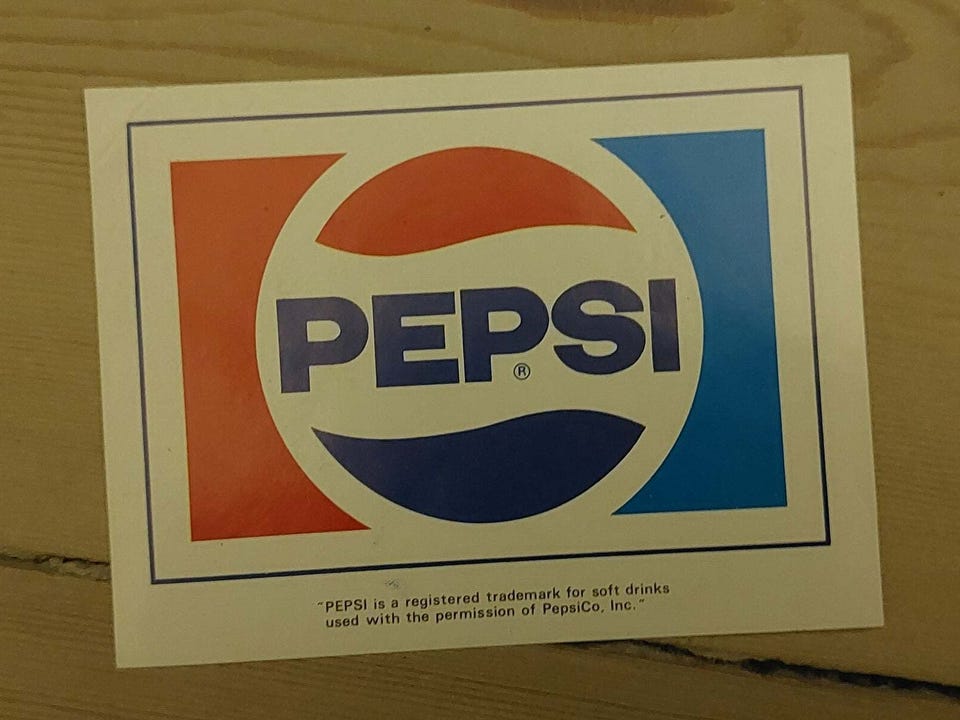 PEPSI
®
"PEPSI is a registered trademark for soft drinks
used with the permission of PepsiCo, Inc."